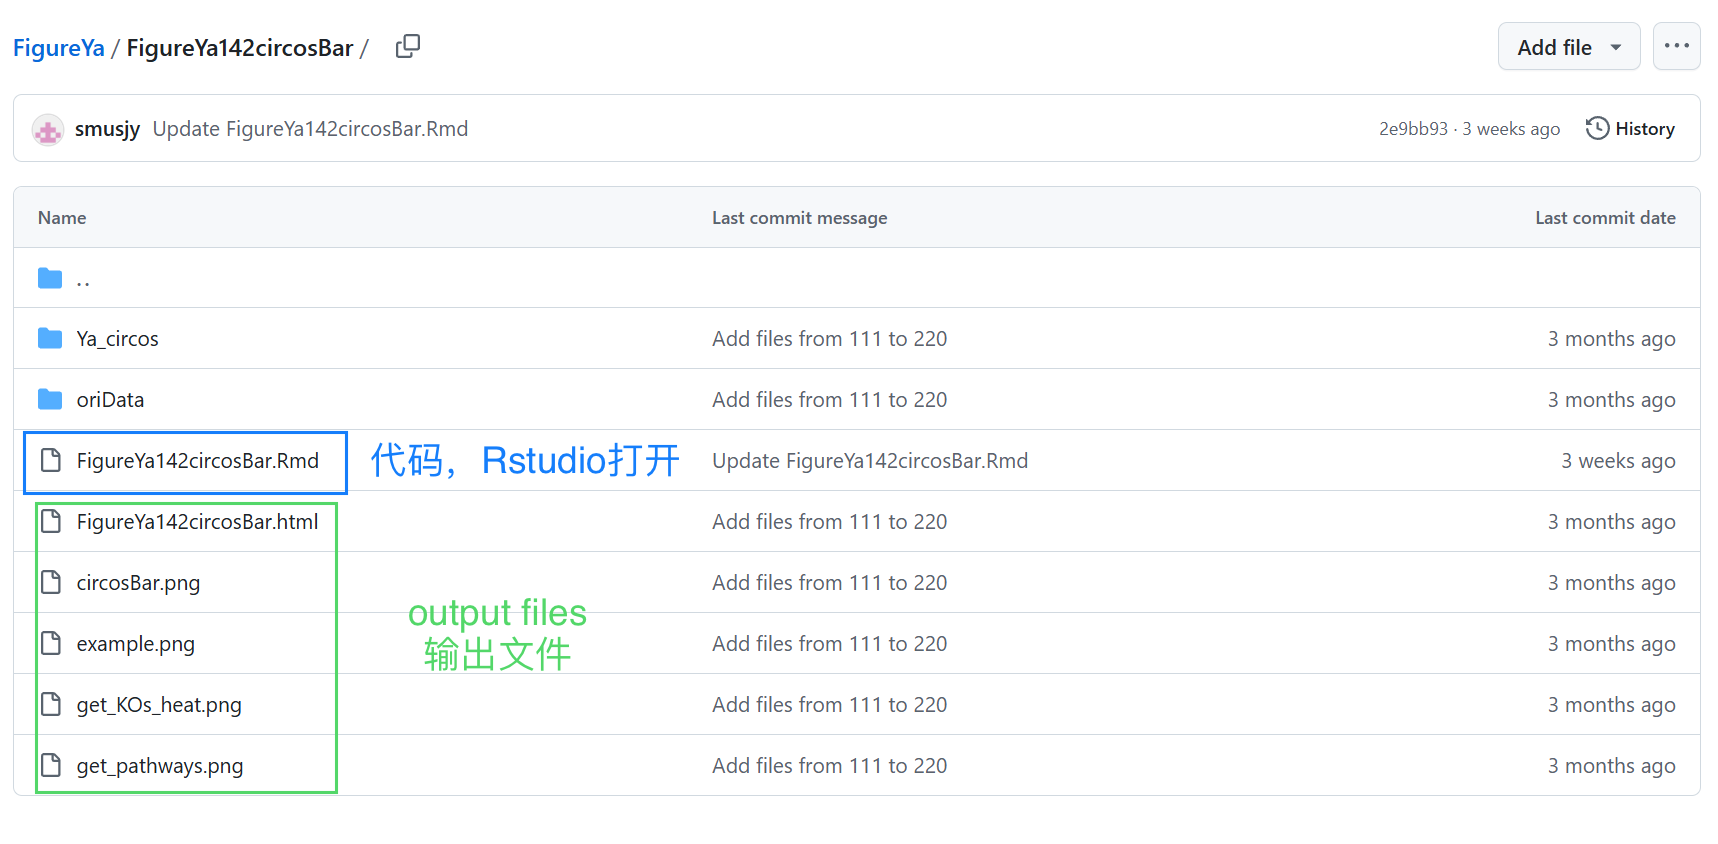 FigureYa / FigureYa142circosBar /
Add file
smusjy Update FigureYa142circosBar.Rmd
2e9bb93 · 3 weeks ago
History
Name Last commit message Last commit date
..
Ya_circos Add files from 111 to 220 3 months ago
oriData Add files from 111 to 220 3 months ago
FigureYa142circosBar.Rmd 代码，Rstudio打开 Update FigureYa142circosBar.Rmd 3 weeks ago
FigureYa142circosBar.html Add files from 111 to 220 3 months ago
circosBar.png Add files from 111 to 220 3 months ago
output files
输出文件
example.png Add files from 111 to 220 3 months ago
get_KOs_heat.png Add files from 111 to 220 3 months ago
get_pathways.png Add files from 111 to 220 3 months ago